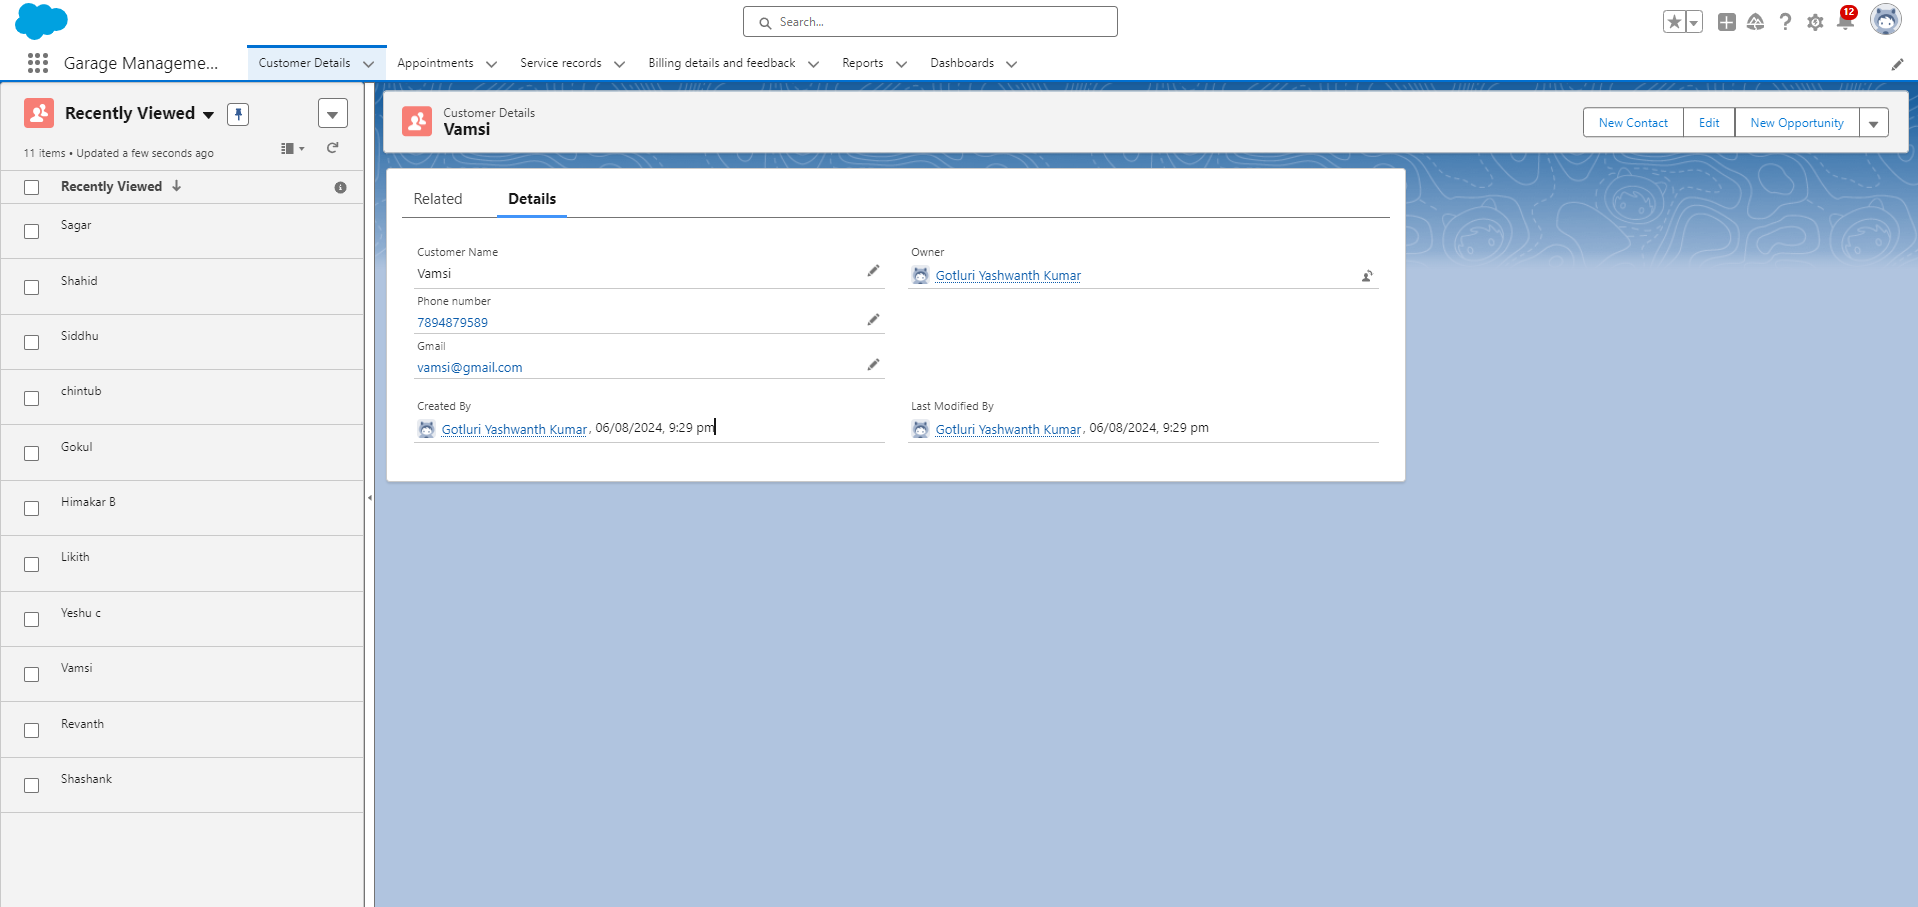 Search...
12
Garage Manageme...
Customer Details
Appointments
Service records
Billing details and feedback
Reports
Dashboards
Recently Viewed
11 items • Updated a few seconds ago
Recently Viewed
Sagar
Shahid
Siddhu
chintub
Gokul
Himakar B
Likith
Yeshu c
Vamsi
Revanth
Shashank
Customer Details
Vamsi
New Contact
Edit
New Opportunity
Related
Details
Customer Name
Vamsi
Owner
Gotluri Yashwanth Kumar
Phone number
7894879589
Gmail
vamsi@gmail.com
Created By
Gotluri Yashwanth Kumar, 06/08/2024, 9:29 pm
Last Modified By
Gotluri Yashwanth Kumar, 06/08/2024, 9:29 pm